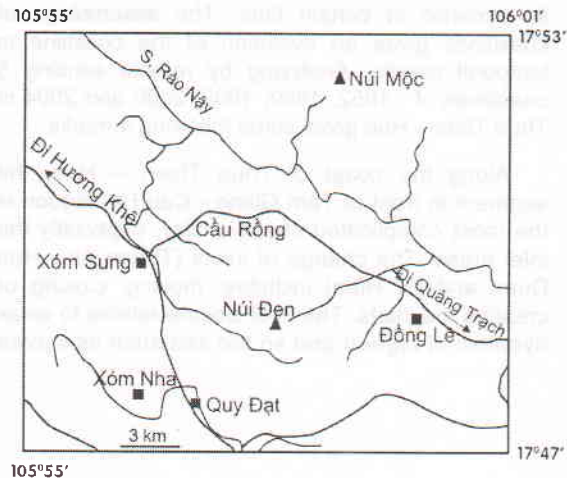 105°55' 106°01'
17°53'
S. Rào Nậy
Núi Mộc
Đi Hương Khê
Cầu Rồng
Xóm Sung
Đi Quảng Trạch
Núi Đen
Đồng Lê
Xóm Nha
Quy Đạt
3 km
17°47'
105°55'